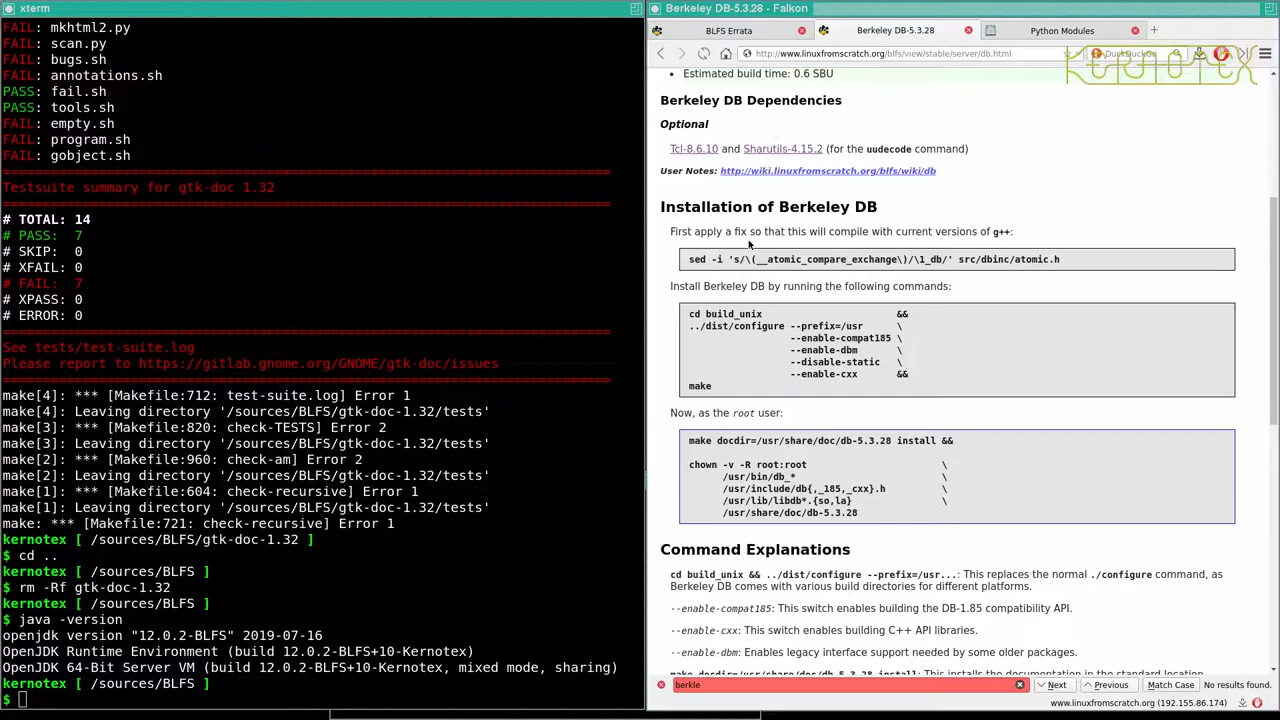 xterm
FAIL: mkhtml2.py
FAIL: scan.py
FAIL: bugs.sh
FAIL: annotations.sh
PASS: fail.sh
PASS: tools.sh
FAIL: empty.sh
FAIL: program.sh
FAIL: gobject.sh
============================================================================
Testsuite summary for gtk-doc 1.32
============================================================================
# TOTAL: 14
# PASS:  7
# SKIP:  0
# XFAIL: 0
# FAIL:  7
# XPASS: 0
# ERROR: 0
============================================================================
See tests/test-suite.log
Please report to https://gitlab.gnome.org/GNOME/gtk-doc/issues
============================================================================
make[4]: *** [Makefile:712: test-suite.log] Error 1
make[4]: Leaving directory '/sources/BLFS/gtk-doc-1.32/tests'
make[3]: *** [Makefile:820: check-TESTS] Error 2
make[3]: Leaving directory '/sources/BLFS/gtk-doc-1.32/tests'
make[2]: *** [Makefile:960: check-am] Error 2
make[2]: Leaving directory '/sources/BLFS/gtk-doc-1.32/tests'
make[1]: *** [Makefile:604: check-recursive] Error 1
make[1]: Leaving directory '/sources/BLFS/gtk-doc-1.32/tests'
make: *** [Makefile:721: check-recursive] Error 1
kernotex [ /sources/BLFS/gtk-doc-1.32 ]
$ cd ..
kernotex [ /sources/BLFS ]
$ rm -Rf gtk-doc-1.32
kernotex [ /sources/BLFS ]
$ java -version
openjdk version "12.0.2-BLFS" 2019-07-16
OpenJDK Runtime Environment (build 12.0.2-BLFS+10-Kernotex)
OpenJDK 64-Bit Server VM (build 12.0.2-BLFS+10-Kernotex, mixed mode, sharing)
kernotex [ /sources/BLFS ]
$
Berkeley DB-5.3.28 - Falkon
BLFS Errata
Berkeley DB-5.3.28
Python Modules
http://www.linuxfromscratch.org/blfs/view/stable/server/db.html
DuckDuckGo
KERNOTEX
• Estimated build time: 0.6 SBU
Berkeley DB Dependencies
Optional
Tcl-8.6.10 and Sharutils-4.15.2 (for the uudecode command)
User Notes: http://wiki.linuxfromscratch.org/blfs/wiki/db
Installation of Berkeley DB
First apply a fix so that this will compile with current versions of g++:
sed -i 's/\(__atomic_compare_exchange\)/\1_db/' src/dbinc/atomic.h
Install Berkeley DB by running the following commands:
cd build_unix &&
../dist/configure --prefix=/usr \
--enable-compat185 \
--enable-dbm \
--disable-static \
--enable-cxx &&
make
Now, as the root user:
make docdir=/usr/share/doc/db-5.3.28 install &&
chown -v -R root:root \
/usr/bin/db_* \
/usr/include/db{,_185,_cxx}.h \
/usr/lib/libdb*.{so,la} \
/usr/share/doc/db-5.3.28
Command Explanations
cd build_unix && ../dist/configure --prefix=/usr...: This replaces the normal ./configure command, as
Berkeley DB comes with various build directories for different platforms.
--enable-compat185: This switch enables building the DB-1.85 compatibility API.
--enable-cxx: This switch enables building C++ API libraries.
--enable-dbm: Enables legacy interface support needed by some older packages.
make docdir=/usr/share/doc/db-5.3.28 install: This installs the documentation in the standard location
berkle
Next
Previous
Match Case
No results found.
www.linuxfromscratch.org (192.155.86.174)